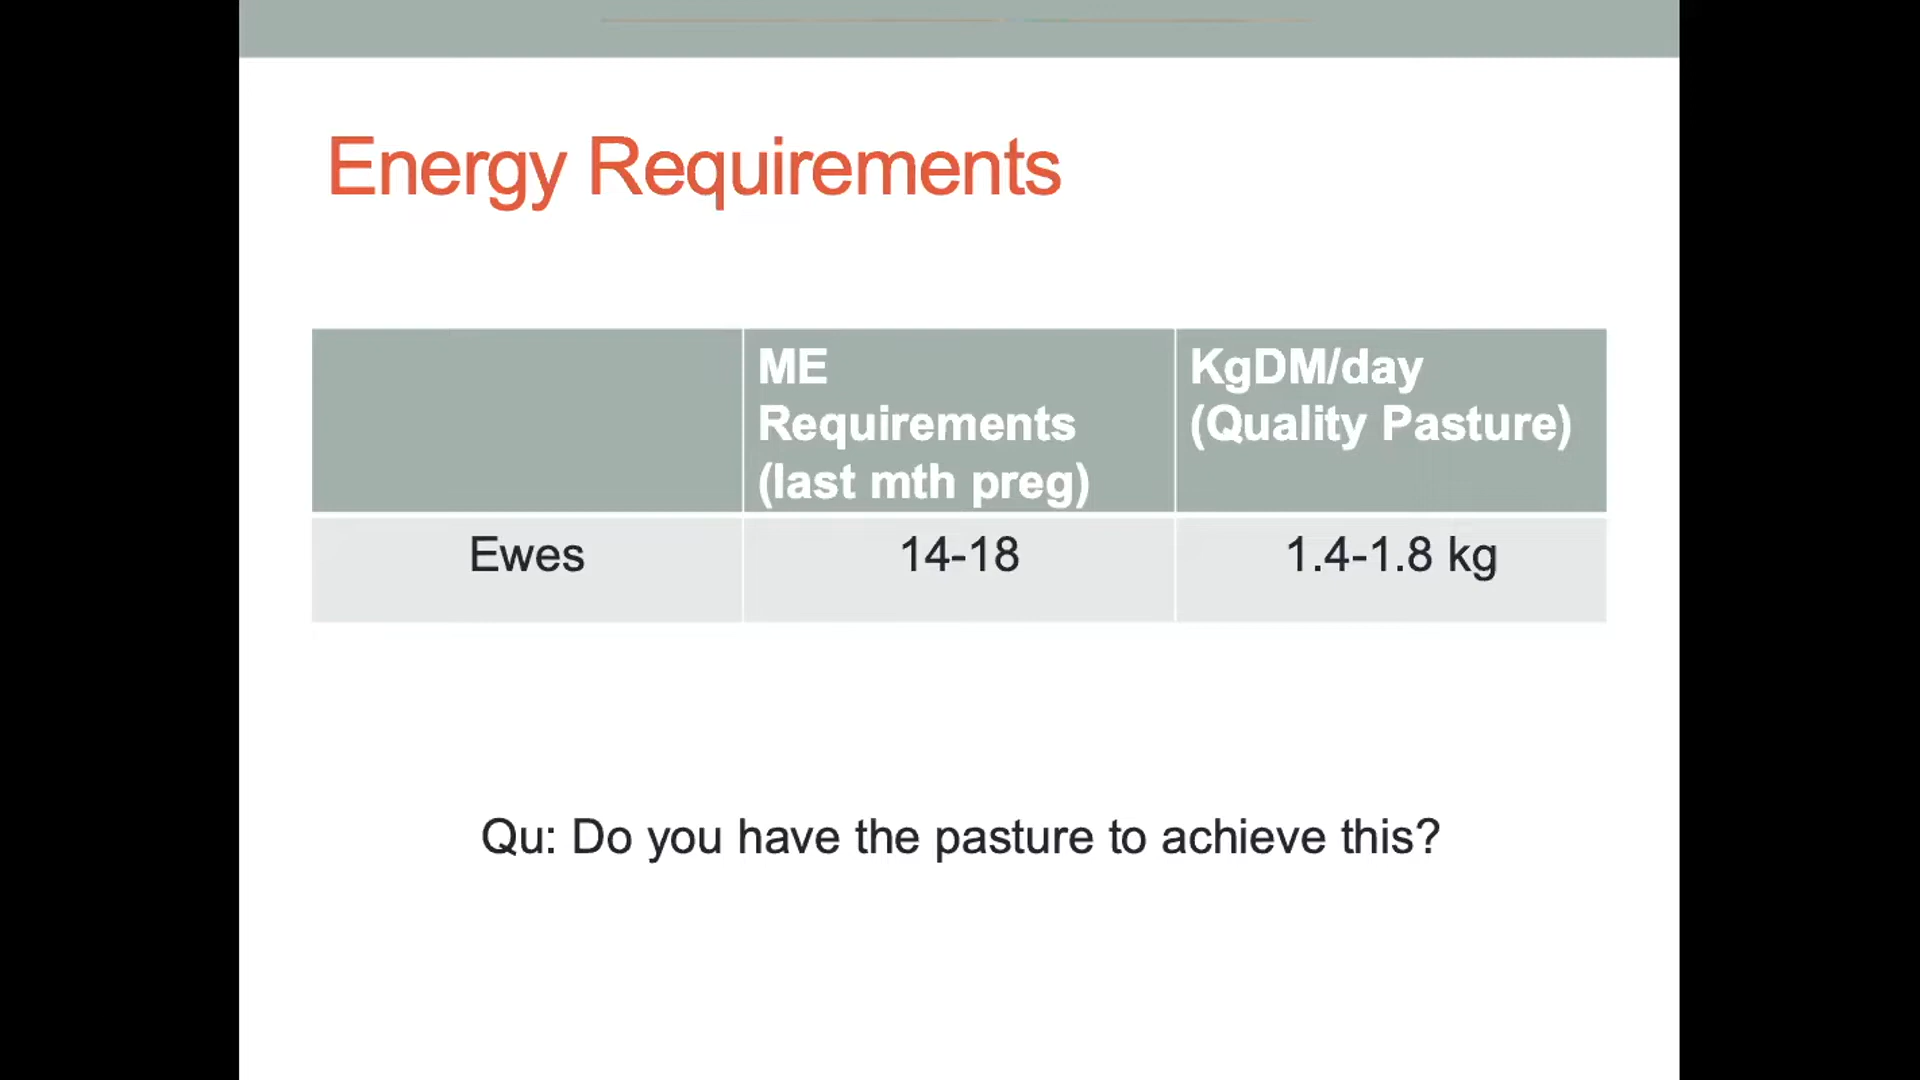 Energy Requirements
ME
Requirements
(last mth preg)
KgDM/day
(Quality Pasture)
Ewes
14-18
1.4-1.8 kg
Qu: Do you have the pasture to achieve this?